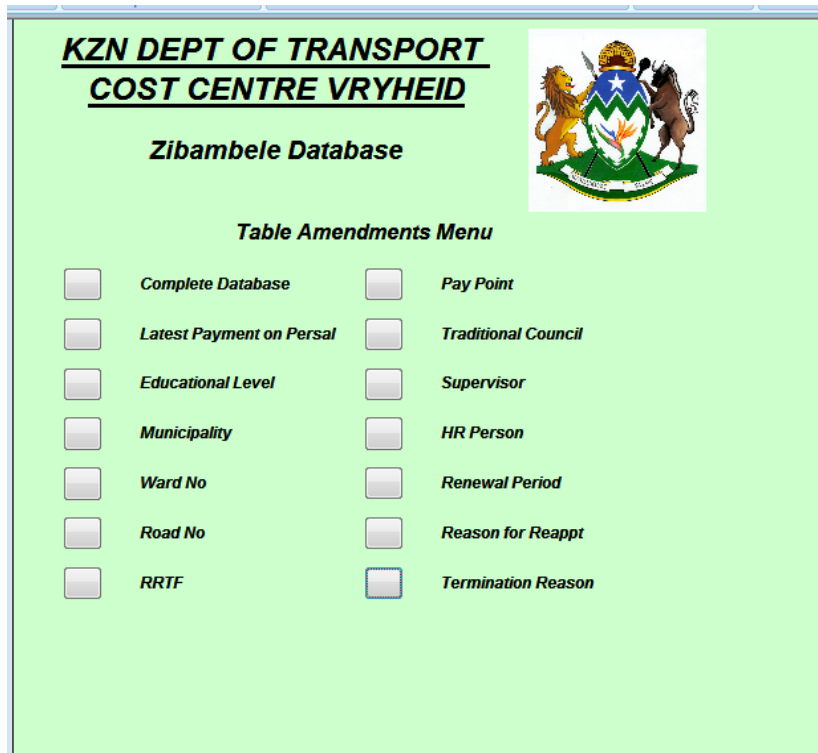 KZN DEPT OF TRANSPORT
COST CENTRE VRYHEID
Zibambele Database
Table Amendments Menu
Complete Database
Pay Point
Latest Payment on Persal
Traditional Council
Educational Level
Supervisor
Municipality
HR Person
Ward No
Renewal Period
Road No
Reason for Reappt
RRTF
Termination Reason